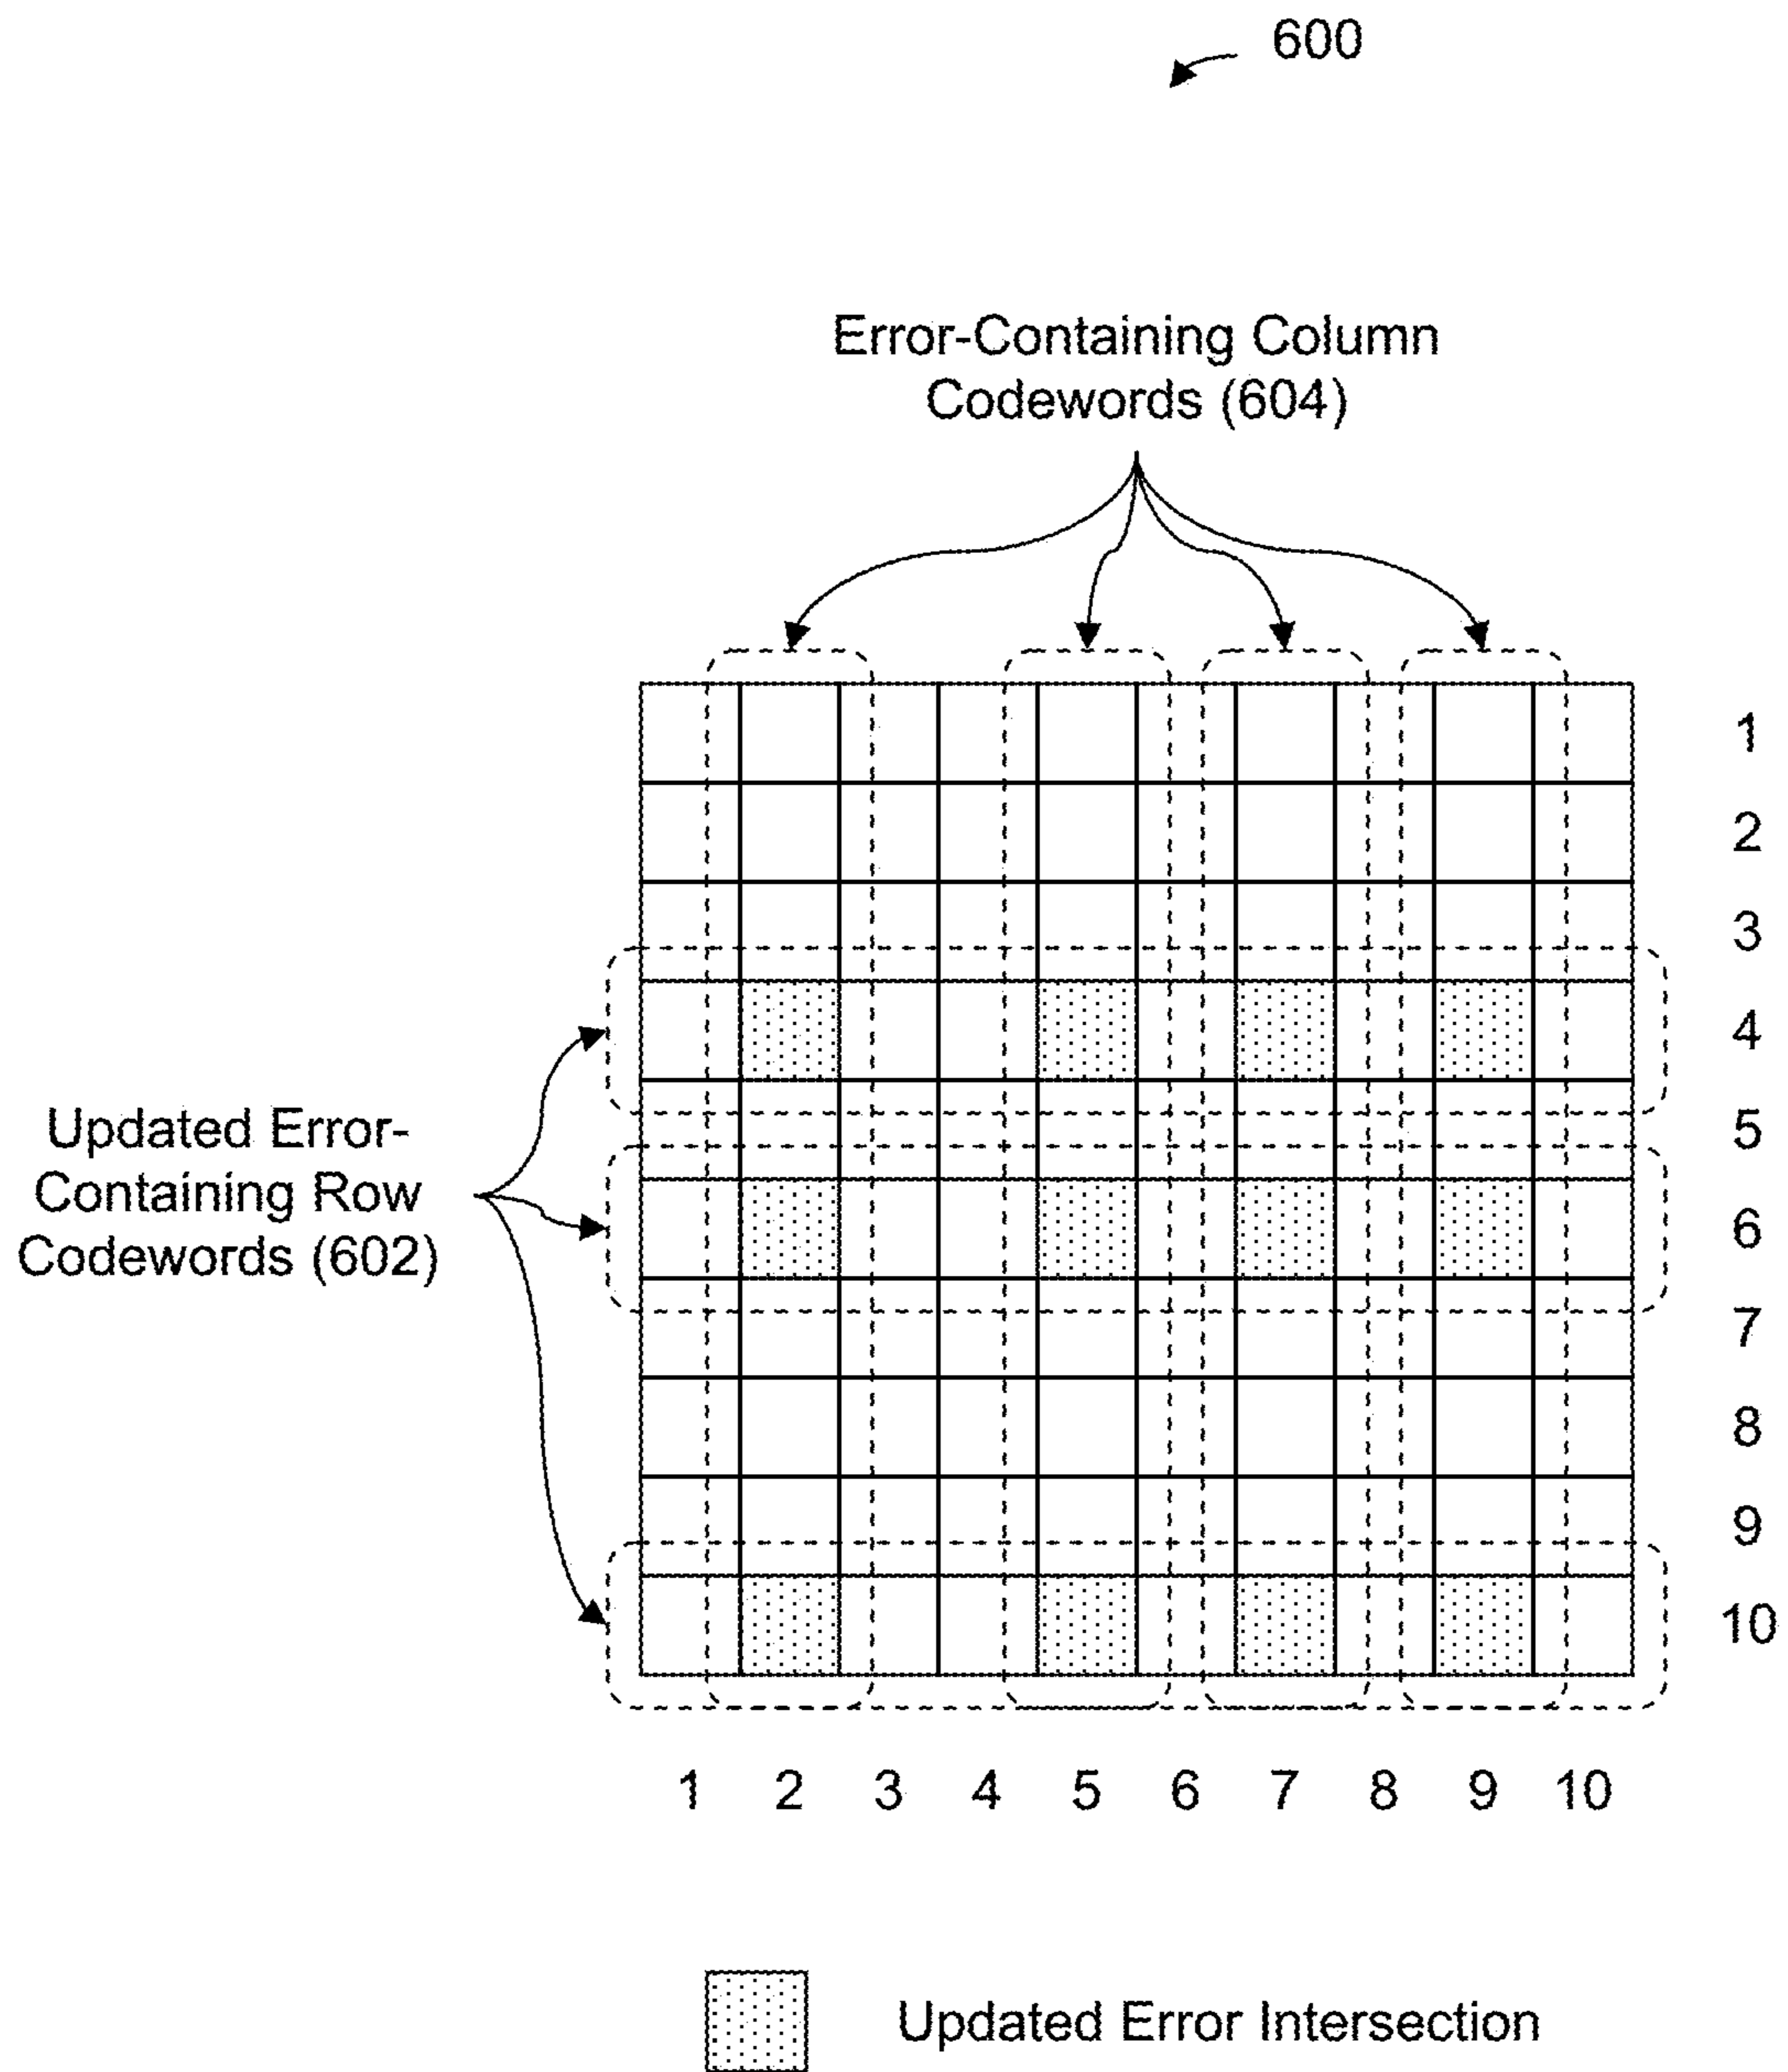 600
Error-Containing Column
Codewords (604)
1
2
3
4
5
6
7
8
9
10
Updated Error-
Containing Row
Codewords (602)
1 2 3 4 5 6 7 8 9 10
Updated Error Intersection